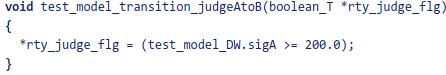 void test_model_transition_judgeAtoB(boolean_T *rty_judge_flg)
{
  *rty_judge_flg = (test_model_DW.sigA >= 200.0);
}